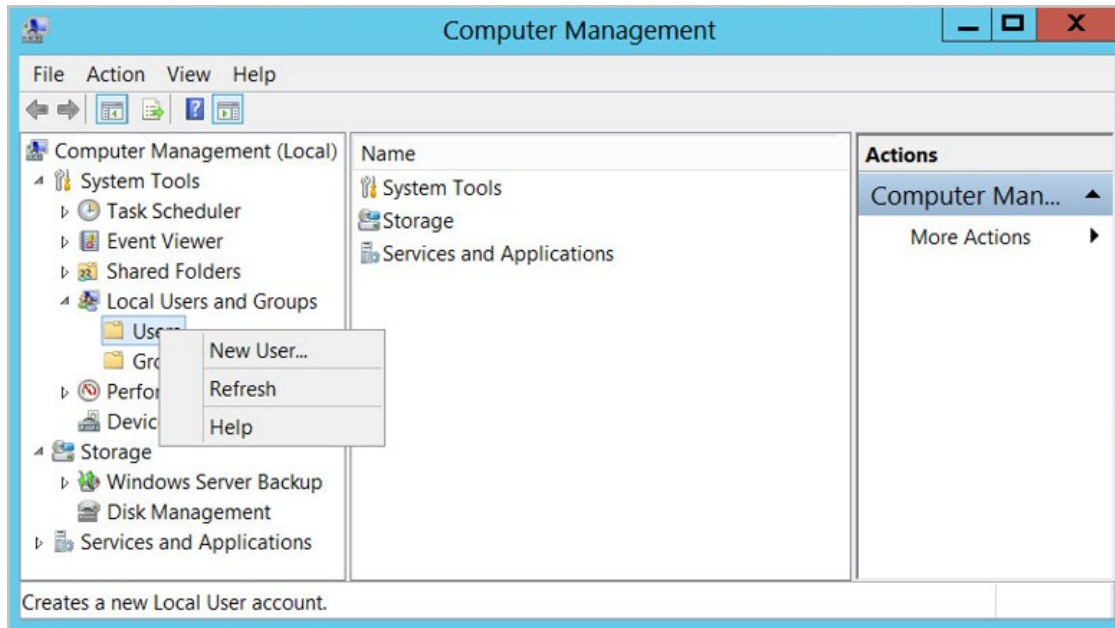 Computer Management
File Action View Help
Computer Management (Local)
System Tools
Task Scheduler
Event Viewer
Shared Folders
Local Users and Groups
Users
New User...
Refresh
Help
Storage
Windows Server Backup
Disk Management
Services and Applications
Name
System Tools
Storage
Services and Applications
Actions
Computer Man...
More Actions
Creates a new Local User account.